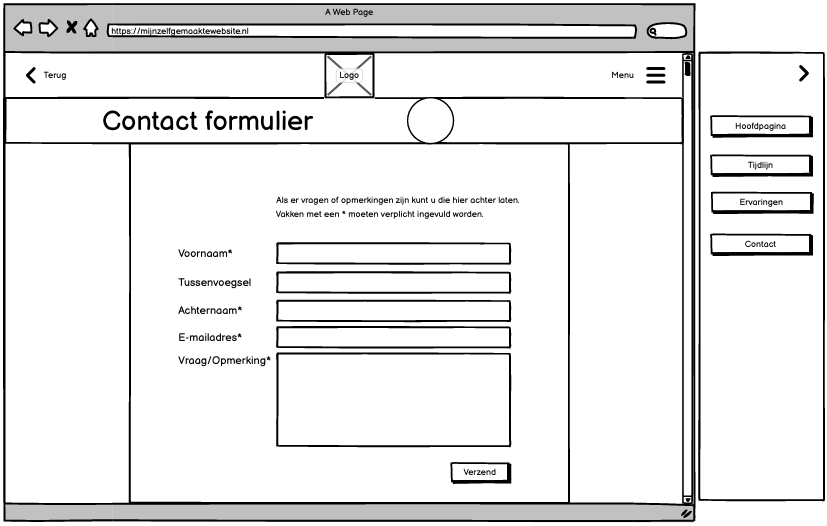 A Web Page
https://mijnzelfgemaaktewebsite.nl
Terug
Logo
Menu
Contact formulier
Als er vragen of opmerkingen zijn kunt u die hier achter laten.
Vakken met een * moeten verplicht ingevuld worden.
Voornaam*
Tussenvoegsel
Achternaam*
E-mailadres*
Vraag/Opmerking*
Verzend
Hoofdpagina
Tijdlijn
Ervaringen
Contact